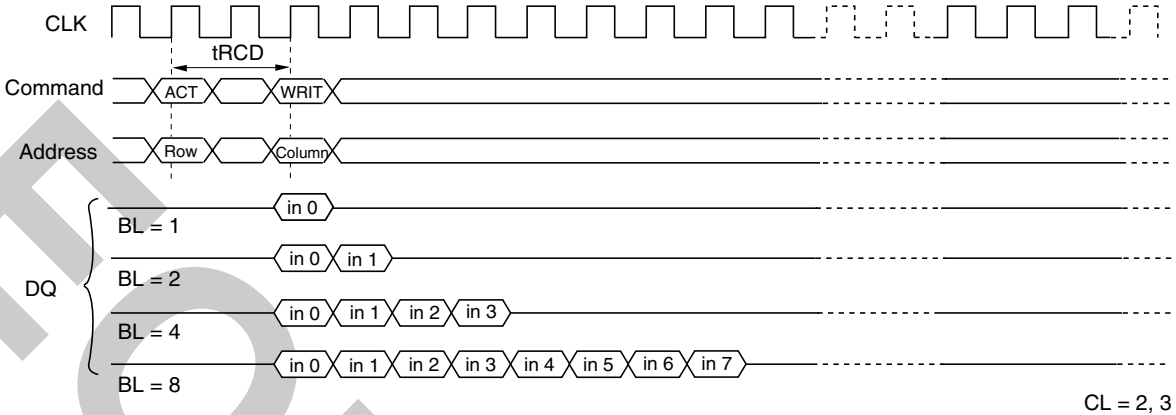 CLK
tRCD
Command ACT WRIT
Address Row Column
DQ
in 0
BL = 1
in 0 in 1
BL = 2
in 0 in 1 in 2 in 3
BL = 4
in 0 in 1 in 2 in 3 in 4 in 5 in 6 in 7
BL = 8
CL = 2, 3